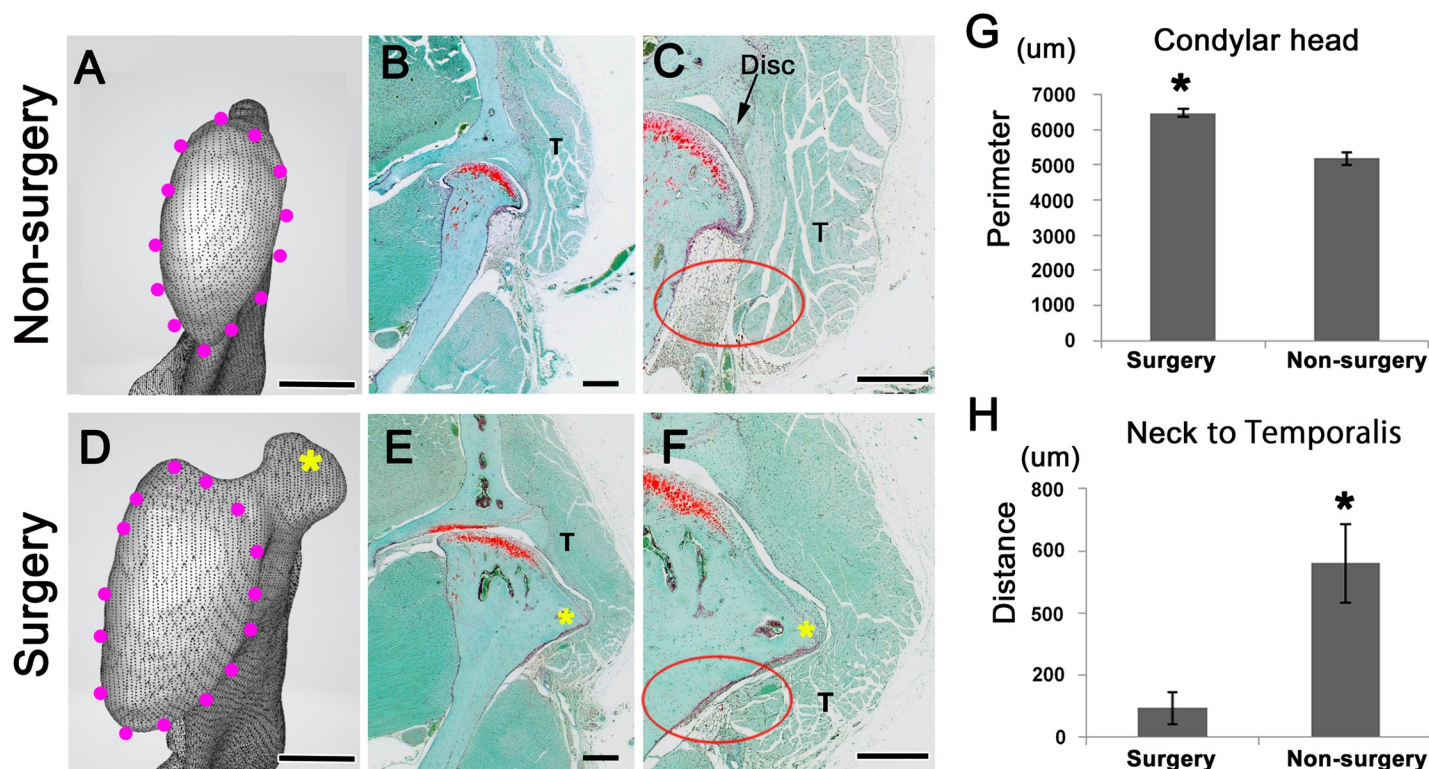 Non-surgery
A
B
T
C
Disc
T
G
(um)
Condylar head
*
Perimeter
7000
6000
5000
4000
3000
2000
1000
0
Surgery
Non-surgery
Surgery
D
*
E
T
*
F
*
T
H
Neck to Temporalis
(um)
*
Distance
800
600
500
200
0
Surgery
Non-surgery